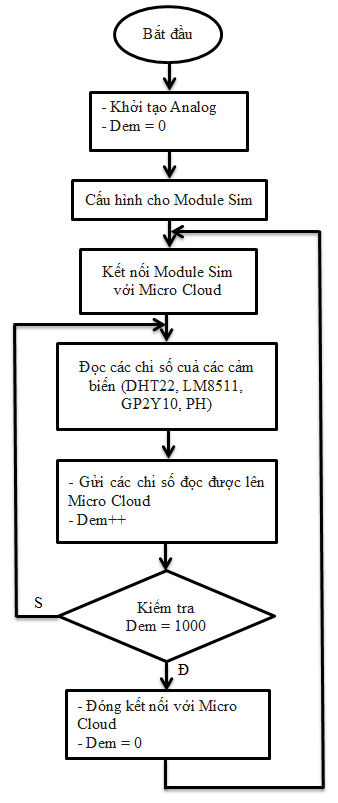 Bắt đầu
- Khởi tạo Analog
- Dem = 0
Cấu hình cho Module Sim
Kết nối Module Sim
với Micro Cloud
Đọc các chỉ số cuả các cảm
biến (DHT22, LM8511,
GP2Y10, PH)
- Gửi các chỉ số đọc được lên
Micro Cloud
- Dem++
S
Kiểm tra
Dem = 1000
Đ
- Đóng kết nối với Micro
Cloud
- Dem = 0